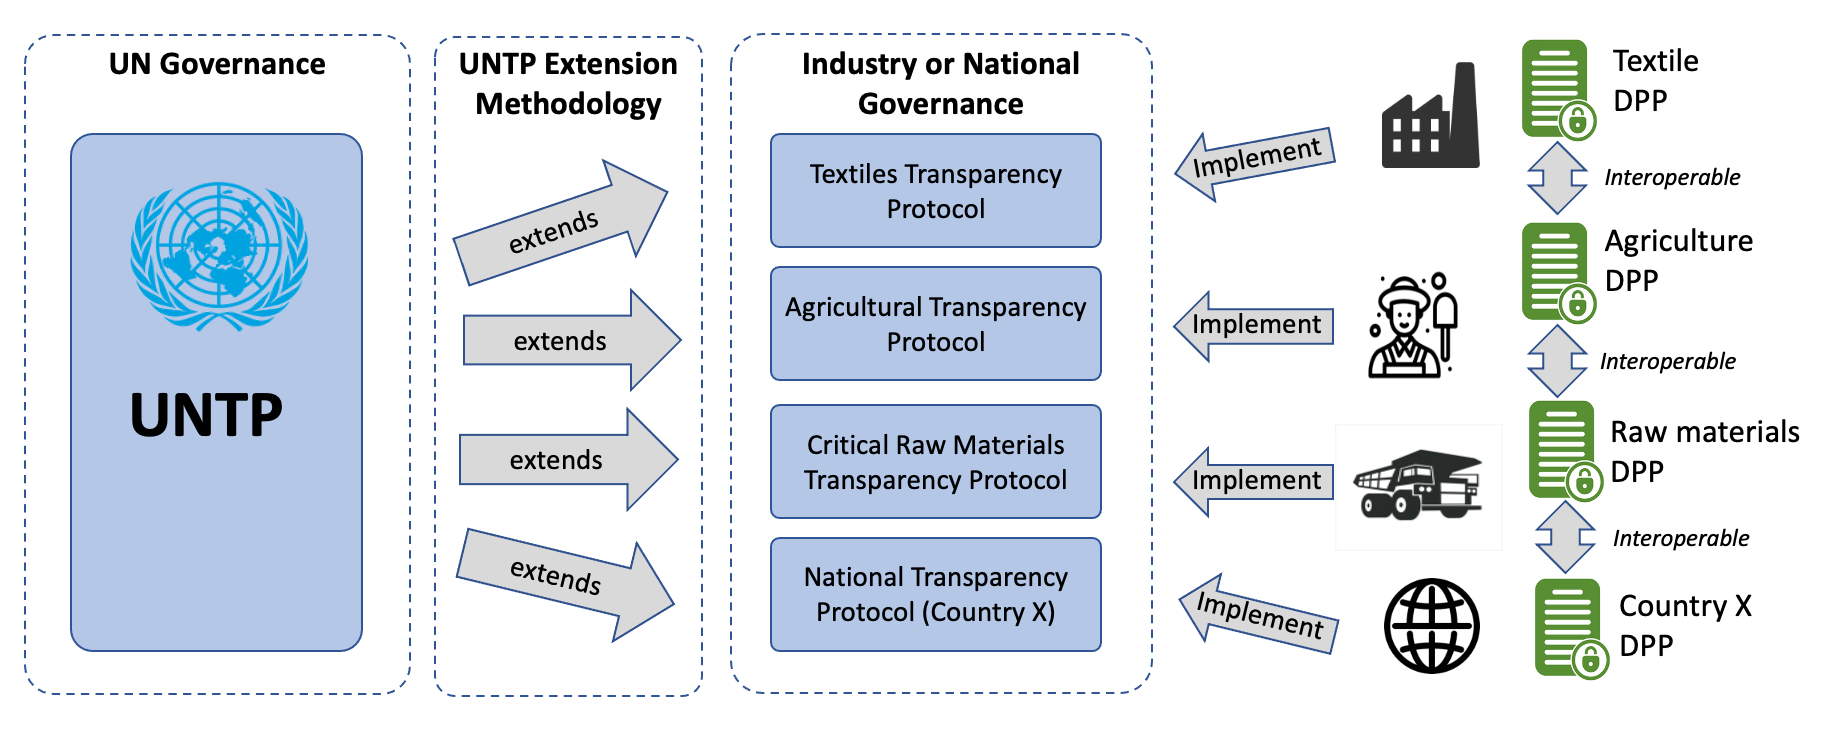 UN Governance
UNTP
UNTP Extension
Methodology
extends
extends
extends
extends
Industry or National
Governance
Textiles Transparency
Protocol
Agricultural Transparency
Protocol
Critical Raw Materials
Transparency Protocol
National Transparency
Protocol (Country X)
Implement
Implement
Implement
Implement
Textile
DPP
Interoperable
Agriculture
DPP
Interoperable
Raw materials
DPP
Interoperable
Country X
DPP